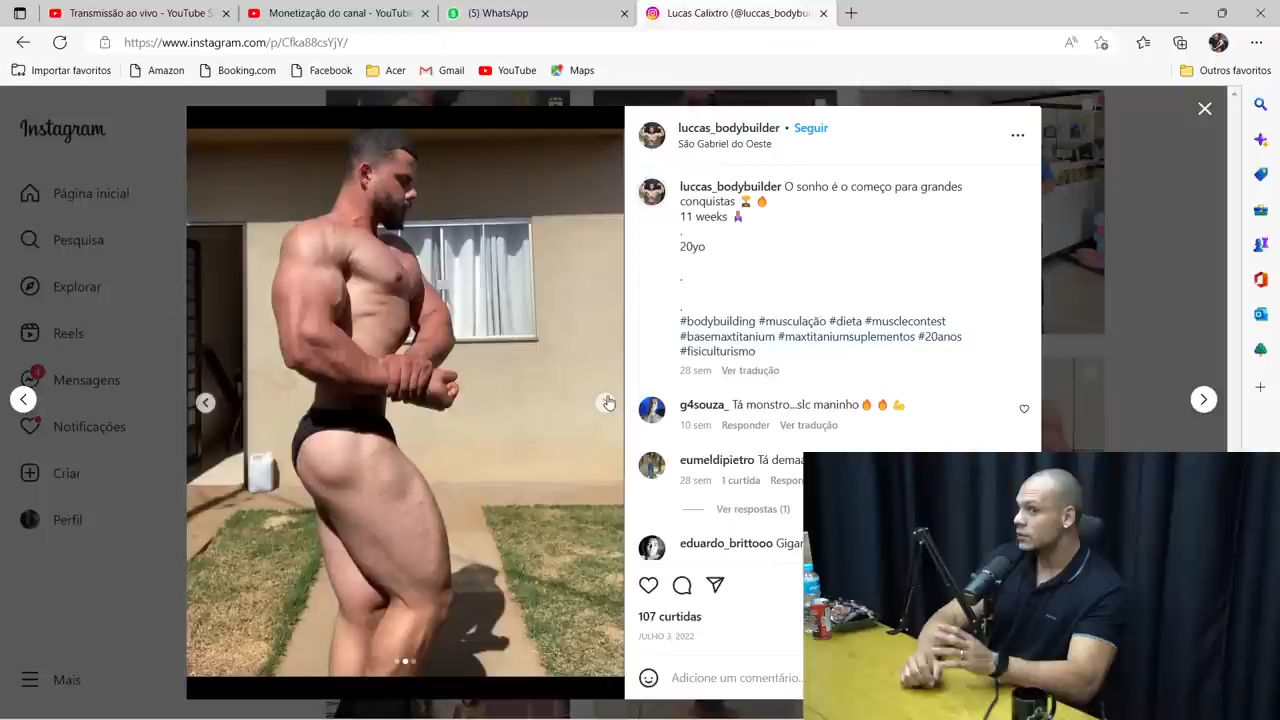 Transmissão ao vivo - YouTube S
Monetização do canal - YouTube
(5) WhatsApp
Lucas Calixtro (@luccas_bodybui
https://www.instagram.com/p/Cfka88csYjY/
Importar favoritos
Amazon
Booking.com
Facebook
Acer
Gmail
YouTube
Maps
Outros favoritos
Instagram
Página inicial
Pesquisa
Explorar
Reels
4
Mensagens
Notificações
Criar
Perfil
Mais
luccas_bodybuilder • Seguir
São Gabriel do Oeste
luccas_bodybuilder O sonho é o começo para grandes
conquistas 🏆 🔥
11 weeks
.
20yo
.
.
#bodybuilding #musculação #dieta #musclecontest
#basemaxtitanium #maxtitaniumsuplementos #20anos
#fisiculturismo
28 sem Ver tradução
g4souza_ Tá monstro...slc maninho🔥 🔥 💪
10 sem Responder Ver tradução
eumeldipietro Tá demaa
28 sem 1 curtida Respon
Ver respostas (1)
eduardo_brittooo Gigan
107 curtidas
JULHO 3, 2022
Adicione um comentário...